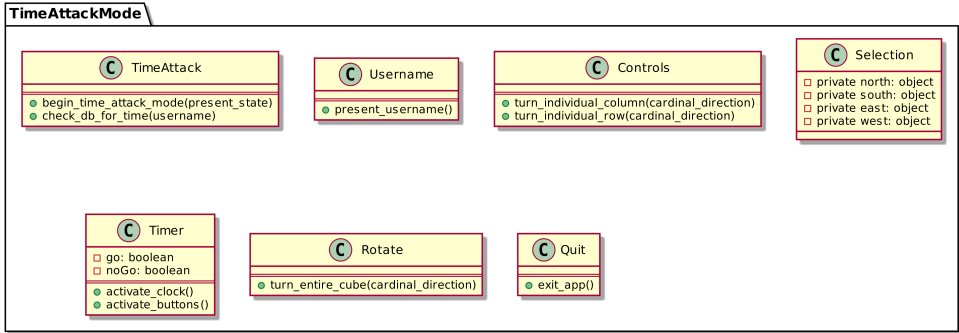 TimeAttackMode
C TimeAttack
begin_time_attack_mode(present_state)
check_db_for_time(username)
C Username
present_username()
C Controls
turn_individual_column(cardinal_direction)
turn_individual_row(cardinal_direction)
C Selection
private north: object
private south: object
private east: object
private west: object
C Timer
go: boolean
noGo: boolean
activate_clock()
activate_buttons()
C Rotate
turn_entire_cube(cardinal_direction)
C Quit
exit_app()